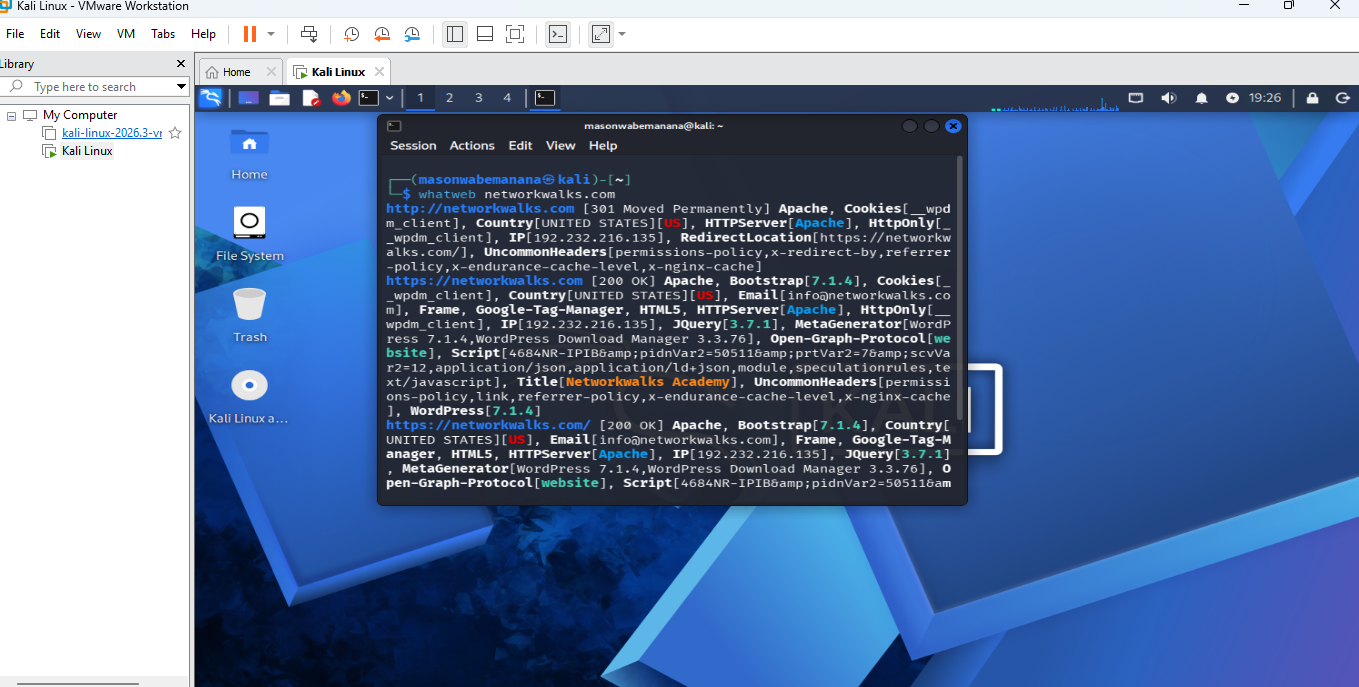 Kali Linux - VMware Workstation
File Edit View VM Tabs Help
Library
Type here to search
My Computer
kali-linux-2026.3-vr
Kali Linux
Home
Kali Linux
1 2 3 4
19:26
Home
File System
Trash
Kali Linux a...
masonwabemanana@kali: ~
Session Actions Edit View Help
┌──(masonwabemanana㉿kali)-[~]
└─$ whatweb networkwalks.com
http://networkwalks.com [301 Moved Permanently] Apache, Cookies[__wpd
m_client], Country[UNITED STATES][US], HTTPServer[Apache], HttpOnly[_
_wpdm_client], IP[192.232.216.135], RedirectLocation[https://networkw
alks.com/], UncommonHeaders[permissions-policy,x-redirect-by,referrer
-policy,x-endurance-cache-level,x-nginx-cache]
https://networkwalks.com [200 OK] Apache, Bootstrap[7.1.4], Cookies[_
_wpdm_client], Country[UNITED STATES][US], Email[info@networkwalks.co
m], Frame, Google-Tag-Manager, HTML5, HTTPServer[Apache], HttpOnly[__
wpdm_client], IP[192.232.216.135], JQuery[3.7.1], MetaGenerator[WordP
ress 7.1.4,WordPress Download Manager 3.3.76], Open-Graph-Protocol[we
bsite], Script[4684NR-IPIB&amp;pidnVar2=50511&amp;prtVar2=7&amp;scvVa
r2=12,application/json,application/ld+json,module,speculationrules,te
xt/javascript], Title[Networkwalks Academy], UncommonHeaders[permissi
ons-policy,link,referrer-policy,x-endurance-cache-level,x-nginx-cache
], WordPress[7.1.4]
https://networkwalks.com/ [200 OK] Apache, Bootstrap[7.1.4], Country[
UNITED STATES][US], Email[info@networkwalks.com], Frame, Google-Tag-M
anager, HTML5, HTTPServer[Apache], IP[192.232.216.135], JQuery[3.7.1]
, MetaGenerator[WordPress 7.1.4,WordPress Download Manager 3.3.76], O
pen-Graph-Protocol[website], Script[4684NR-IPIB&amp;pidnVar2=50511&am